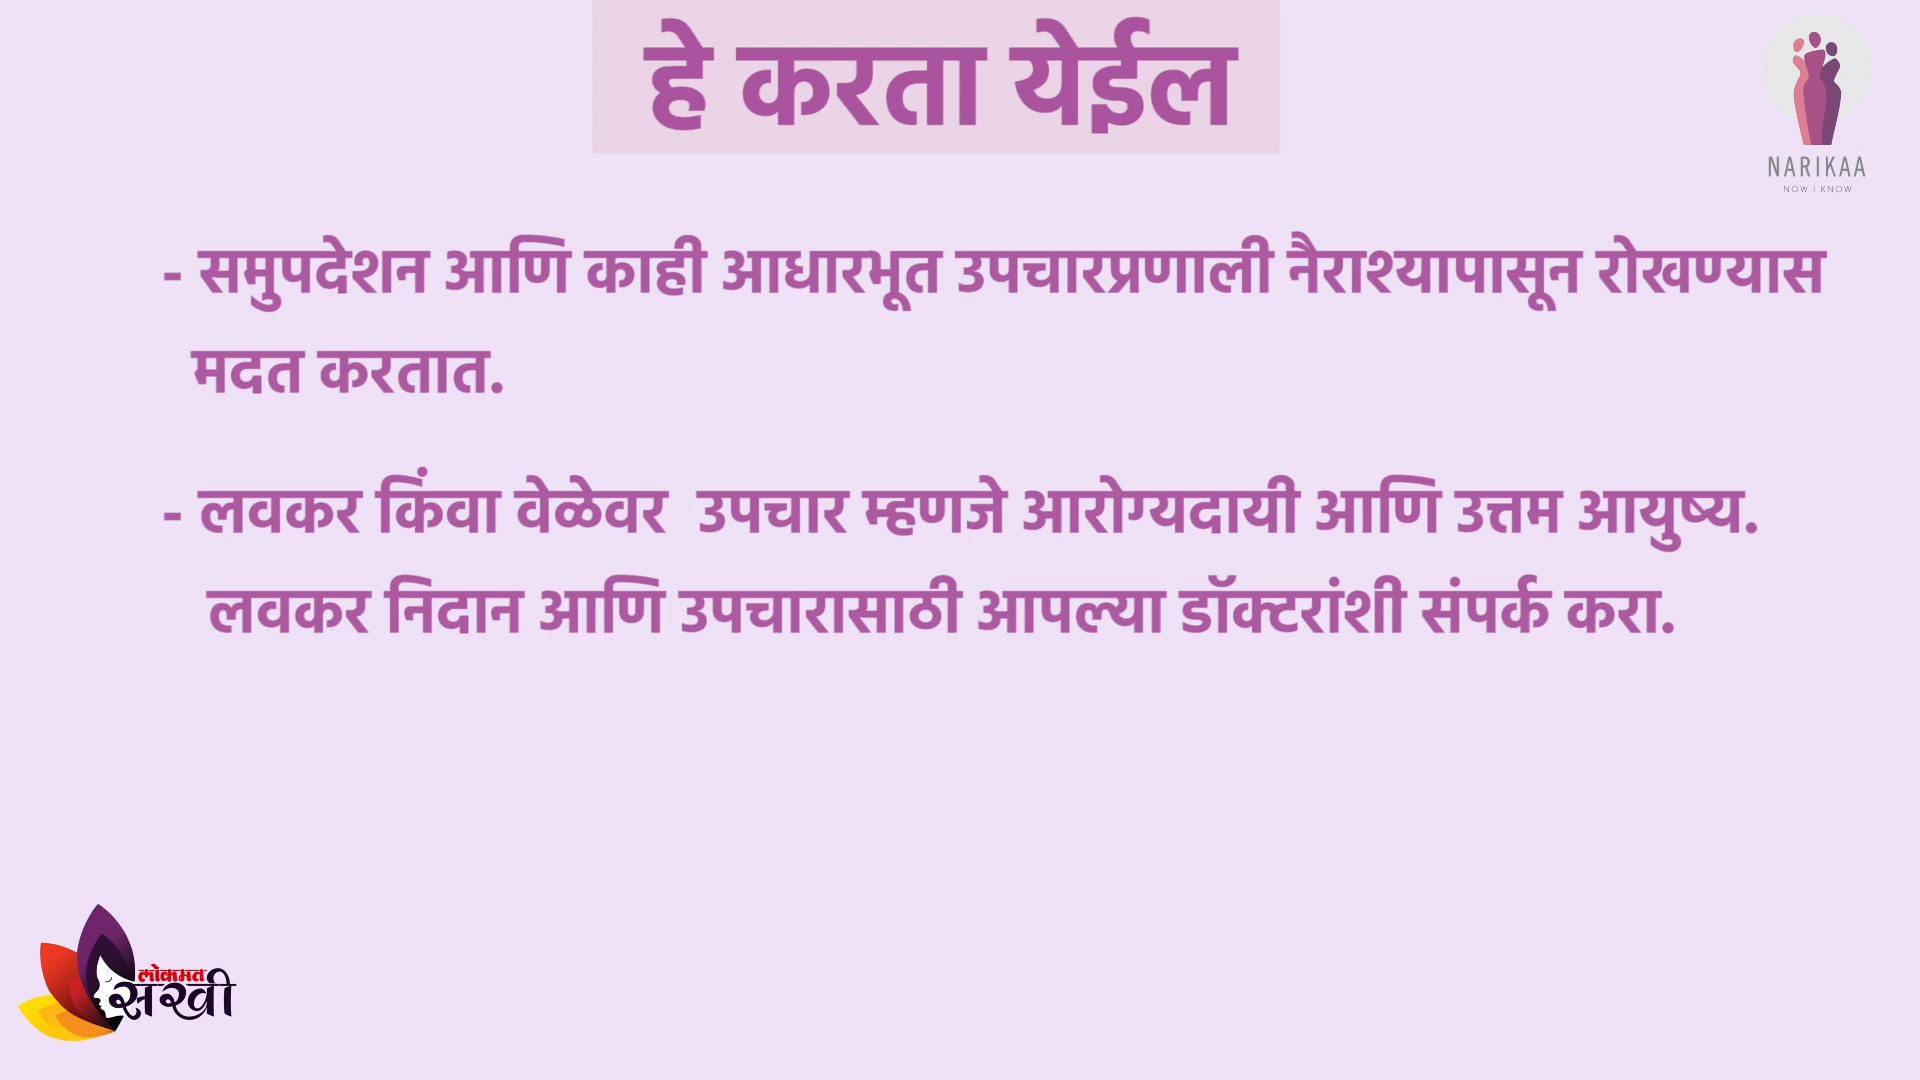 हे करता येईल
NARIKAA
NOW I KNOW
- समुपदेशन आणि काही आधारभूत उपचारप्रणाली नैराश्यापासून रोखण्यास
मदत करतात.
- लवकर किंवा वेळेवर उपचार म्हणजे आरोग्यदायी आणि उत्तम आयुष्य.
लवकर निदान आणि उपचारासाठी आपल्या डॉक्टरांशी संपर्क करा.
लोकमत
सखी